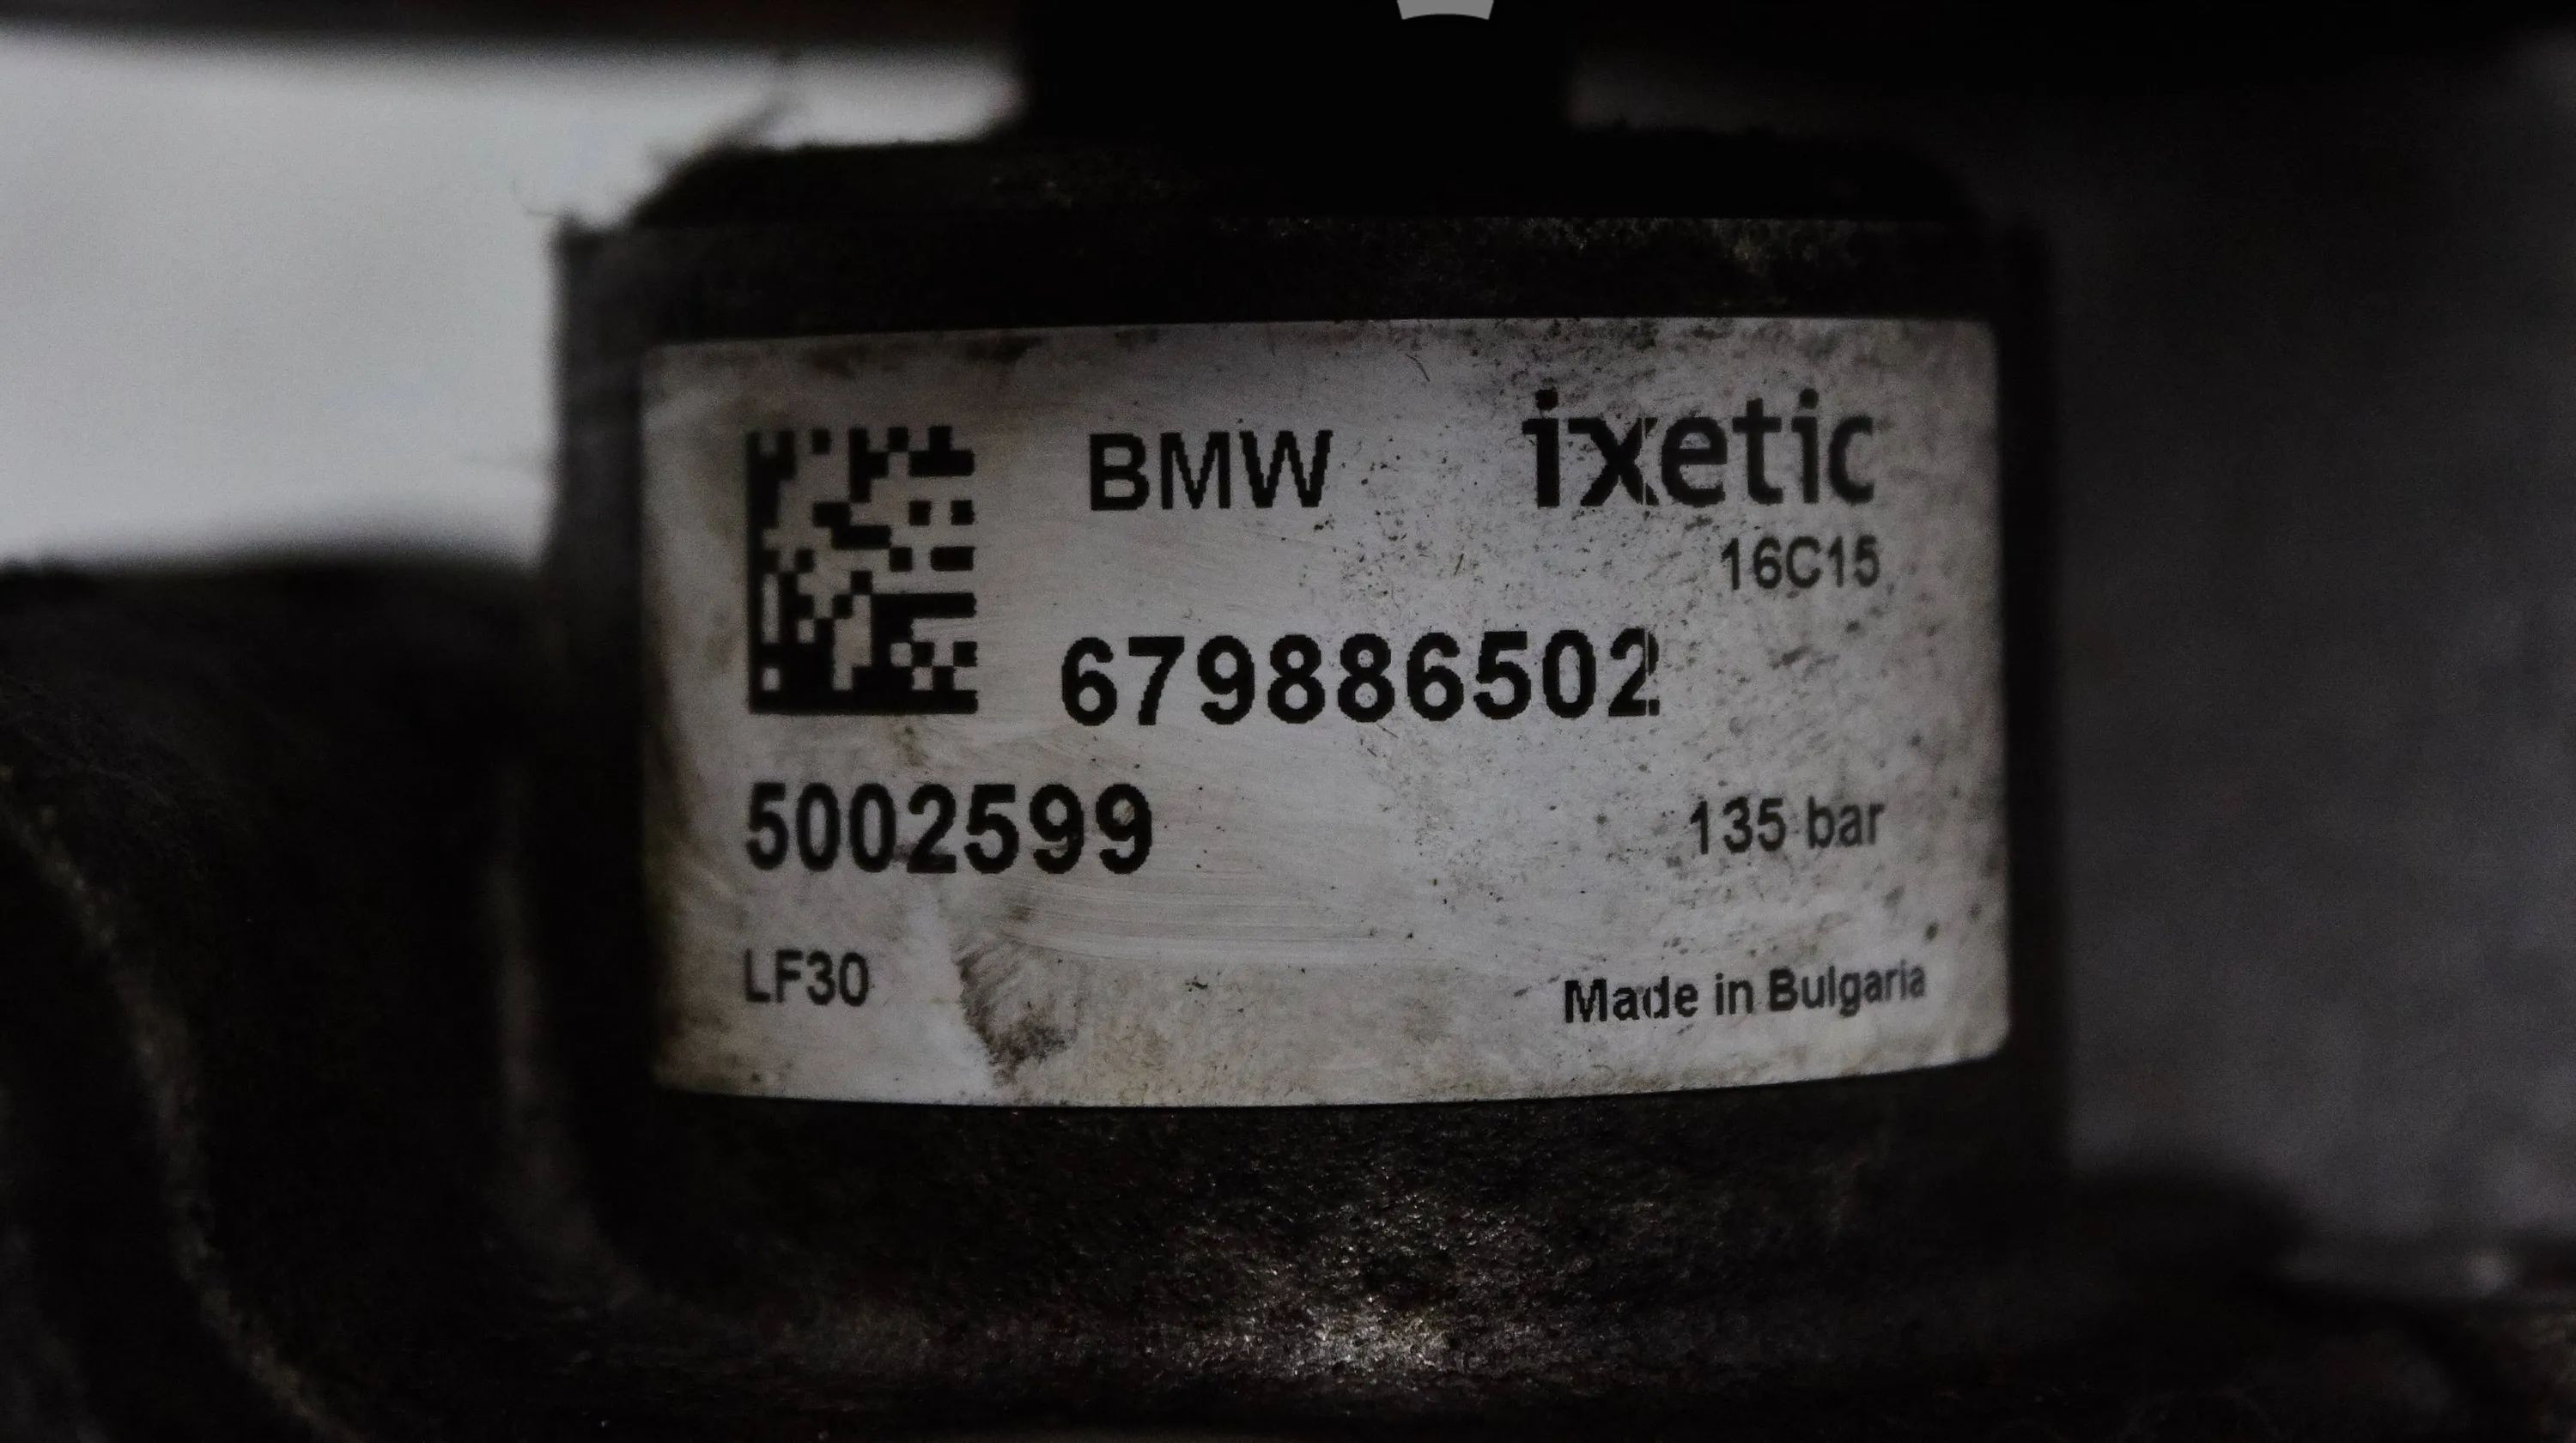 BMW ixetic
16C15
679886502
5002599
135 bar
LF30
Made in Bulgaria